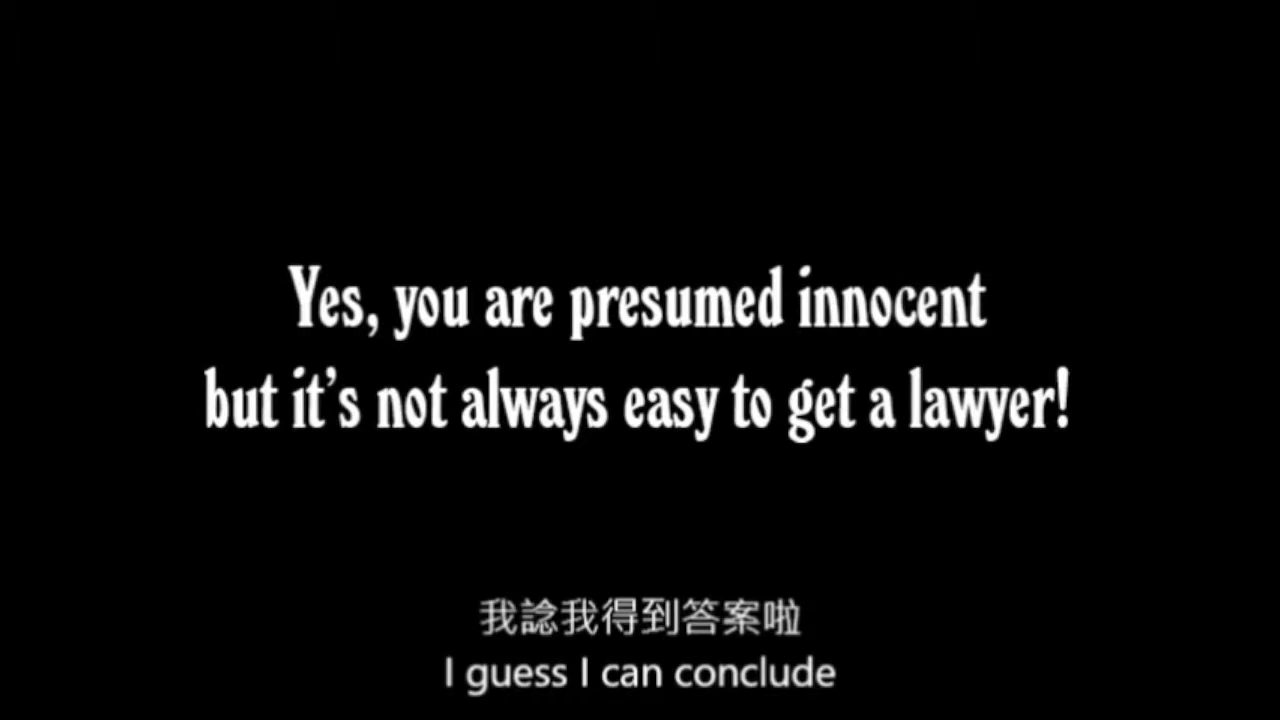 Yes, you are presumed innocent
but it's not always easy to get a lawyer!
我諗我得到答案啦
I guess I can conclude